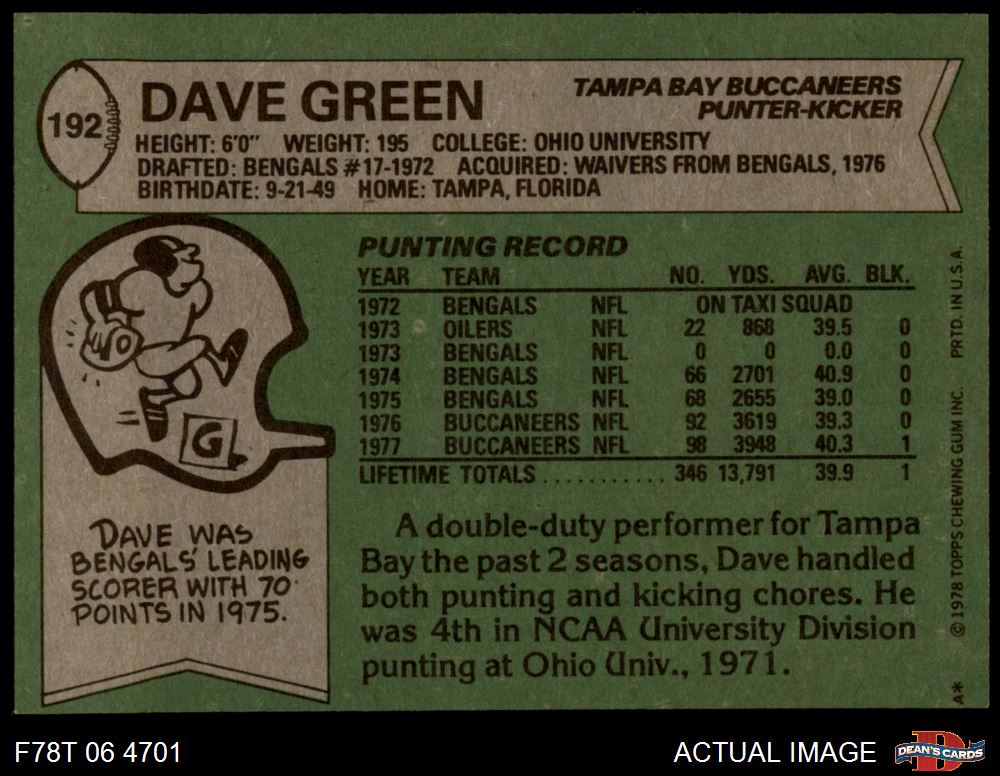 192
DAVE GREEN
TAMPA BAY BUCCANEERS
PUNTER-KICKER
HEIGHT: 6'0" WEIGHT: 195 COLLEGE: OHIO UNIVERSITY
DRAFTED: BENGALS #17-1972 ACQUIRED: WAIVERS FROM BENGALS, 1976
BIRTHDATE: 9-21-49 HOME: TAMPA, FLORIDA
PUNTING RECORD
YEAR TEAM NO. YDS. AVG. BLK.
1972 BENGALS NFL ON TAXI SQUAD
1973 OILERS NFL 22 868 39.5 0
1973 BENGALS NFL 0 0 0.0 0
1974 BENGALS NFL 66 2701 40.9 0
1975 BENGALS NFL 68 2655 39.0 0
1976 BUCCANEERS NFL 92 3619 39.3 0
1977 BUCCANEERS NFL 98 3948 40.3 1
LIFETIME TOTALS ........... 346 13,791 39.9 1
70
G
DAVE WAS
BENGALS' LEADING
SCORER WITH 70
POINTS IN 1975.
A double-duty performer for Tampa
Bay the past 2 seasons, Dave handled
both punting and kicking chores. He
was 4th in NCAA University Division
punting at Ohio Univ., 1971.
A* © 1978 TOPPS CHEWING GUM INC. PRTD. IN U.S.A.
F78T 06 4701
ACTUAL IMAGE
D
DEAN'S CARDS